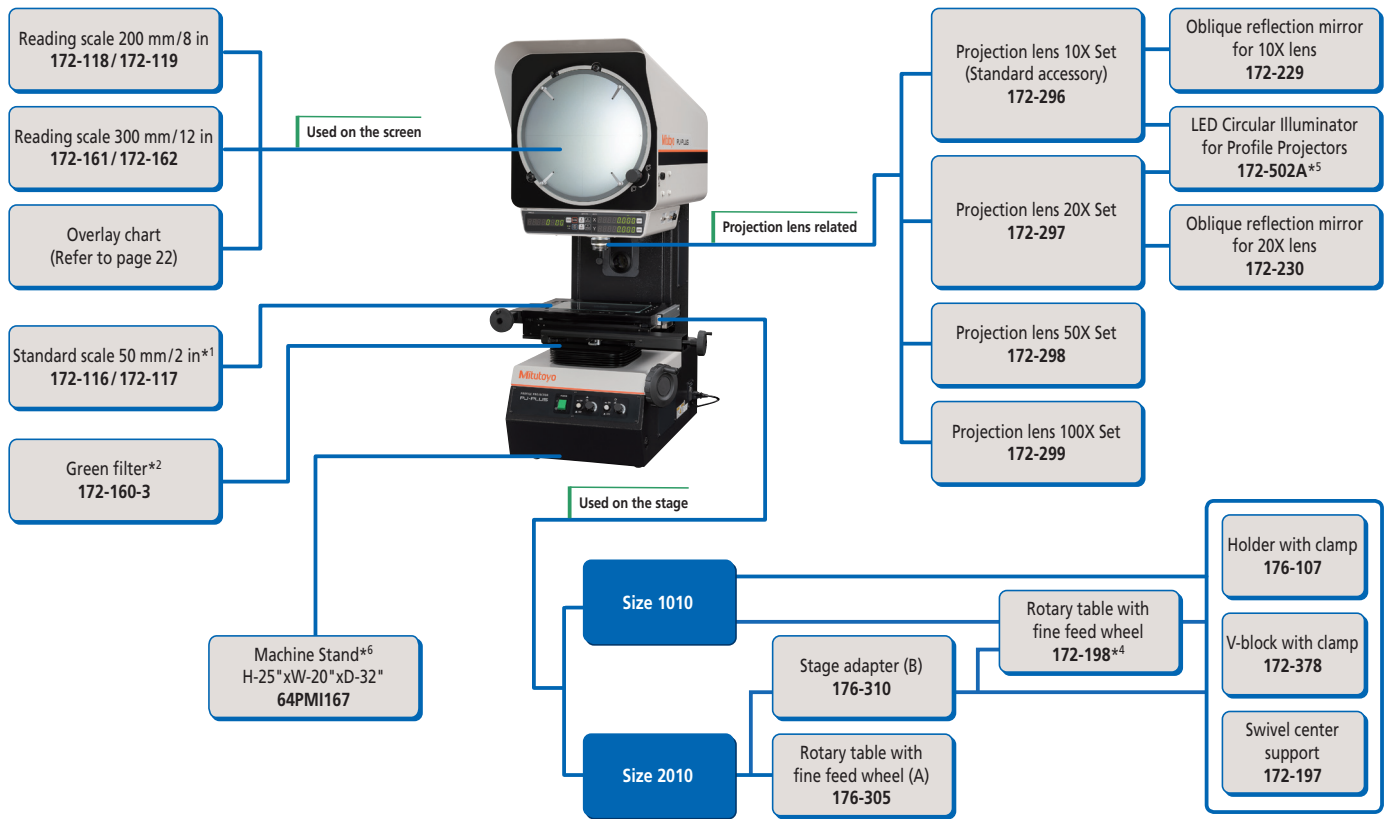 Reading scale 200 mm/8 in
172-118 / 172-119
Reading scale 300 mm/12 in
172-161 / 172-162
Overlay chart
(Refer to page 22)
Standard scale 50 mm/2 in*1
172-116 / 172-117
Green filter*2
172-160-3
Used on the screen
Mitutoyo PJ-PLUS
Mitutoyo
PJ-PLUS
Projection lens related
Projection lens 10X Set
(Standard accessory)
172-296
Projection lens 20X Set
172-297
Projection lens 50X Set
172-298
Projection lens 100X Set
172-299
Oblique reflection mirror
for 10X lens
172-229
LED Circular Illuminator
for Profile Projectors
172-502A*5
Oblique reflection mirror
for 20X lens
172-230
Used on the stage
Machine Stand*6
H-25"xW-20"xD-32"
64PMI167
Size 1010
Size 2010
Stage adapter (B)
176-310
Rotary table with
fine feed wheel (A)
176-305
Rotary table with
fine feed wheel
172-198*4
Holder with clamp
176-107
V-block with clamp
172-378
Swivel center
support
172-197